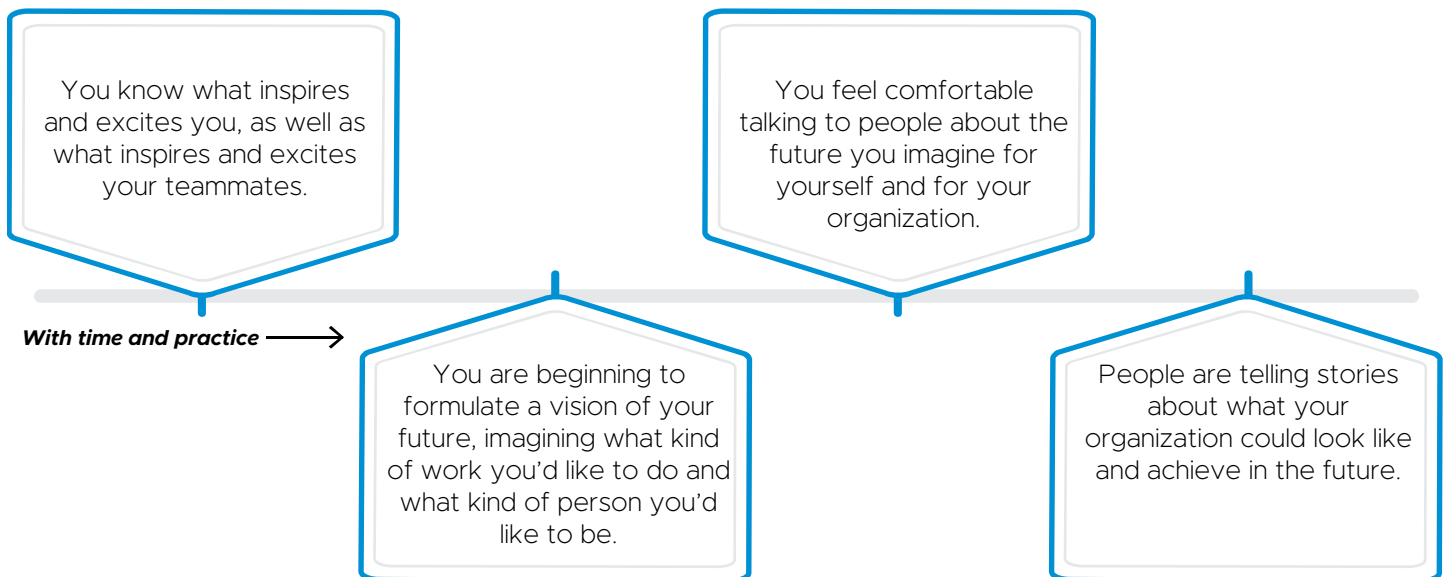 You know what inspires
and excites you, as well as
what inspires and excites
your teammates.
With time and practice
You are beginning to
formulate a vision of your
future, imagining what kind
of work you’d like to do and
what kind of person you’d
like to be.
You feel comfortable
talking to people about the
future you imagine for
yourself and for your
organization.
People are telling stories
about what your
organization could look like
and achieve in the future.